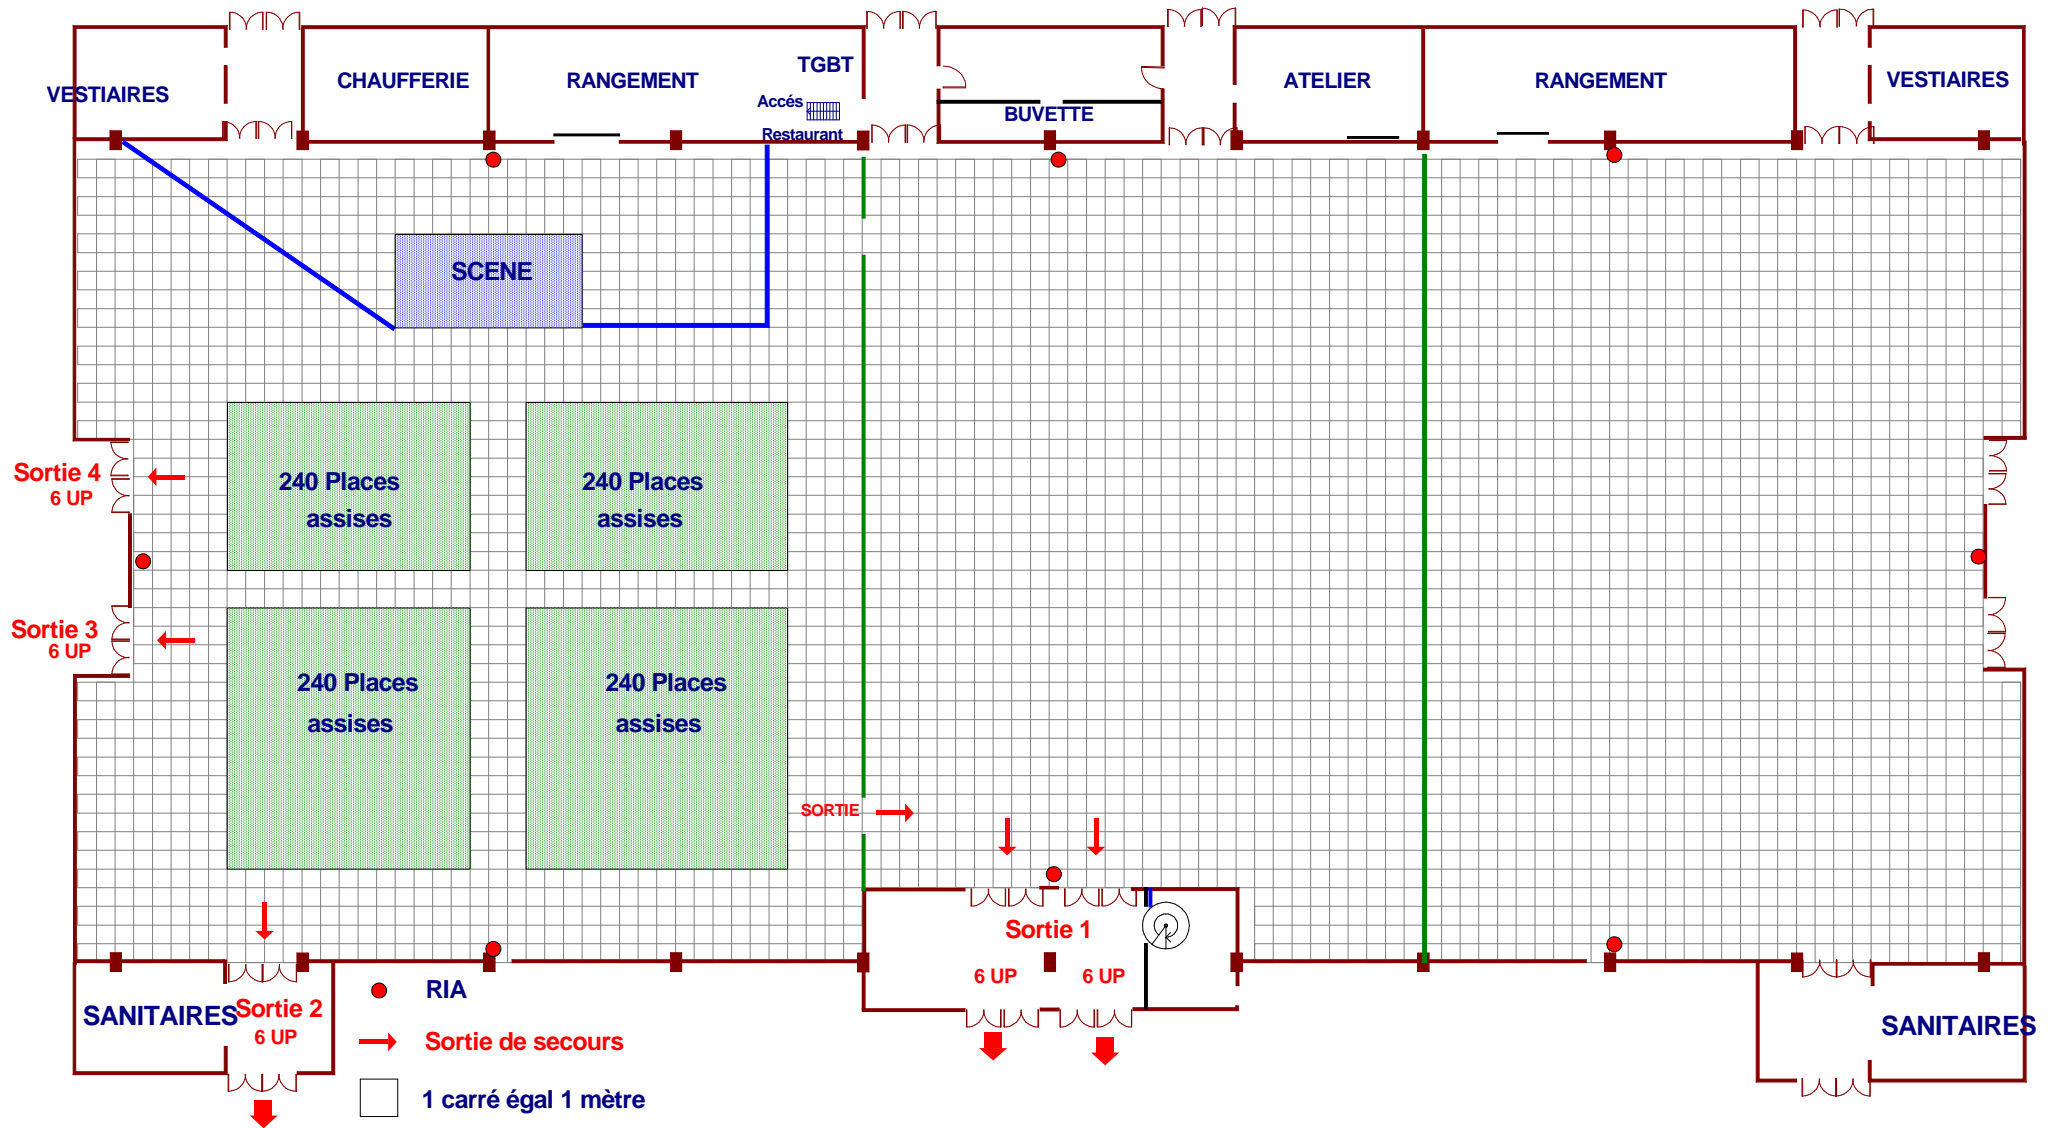 VESTIAIRES
CHAUFFERIE
RANGEMENT
TGBT
Accés
Restaurant
BUVETTE
ATELIER
RANGEMENT
VESTIAIRES
SCENE
240 Places
assises
240 Places
assises
Sortie 4
6 UP
Sortie 3
6 UP
240 Places
assises
240 Places
assises
SORTIE
Sortie 1
6 UP
6 UP
SANITAIRES
Sortie 2
6 UP
RIA
Sortie de secours
1 carré égal 1 mètre
SANITAIRES